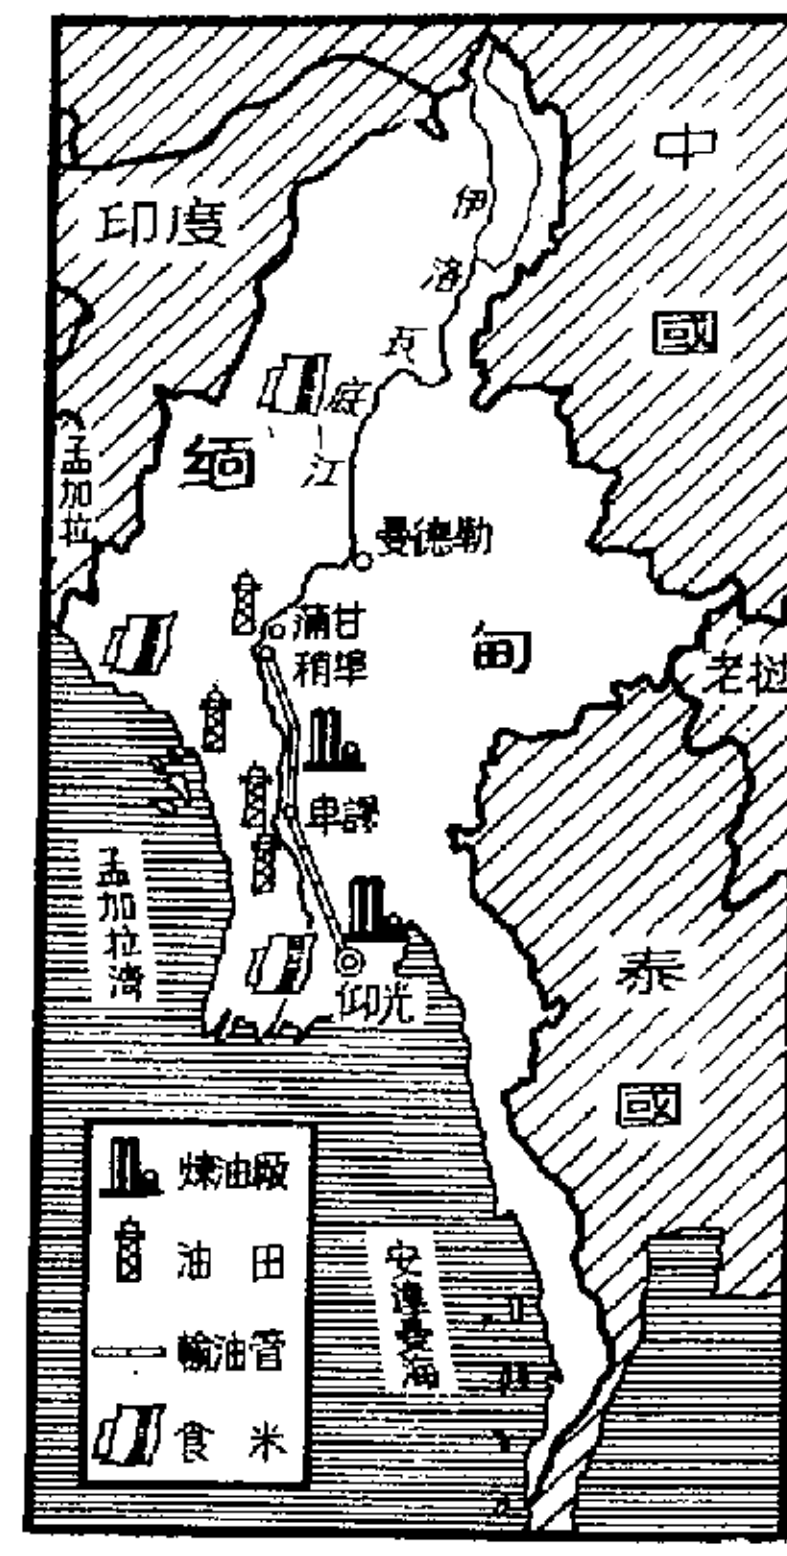 中國
印度
伊洛瓦底江
緬甸
孟加拉
曼德勒
蒲甘
稍埠
老撾
孟加拉灣
泰國
仰光
安達曼海
煉油廠
油田
輸油管
食米